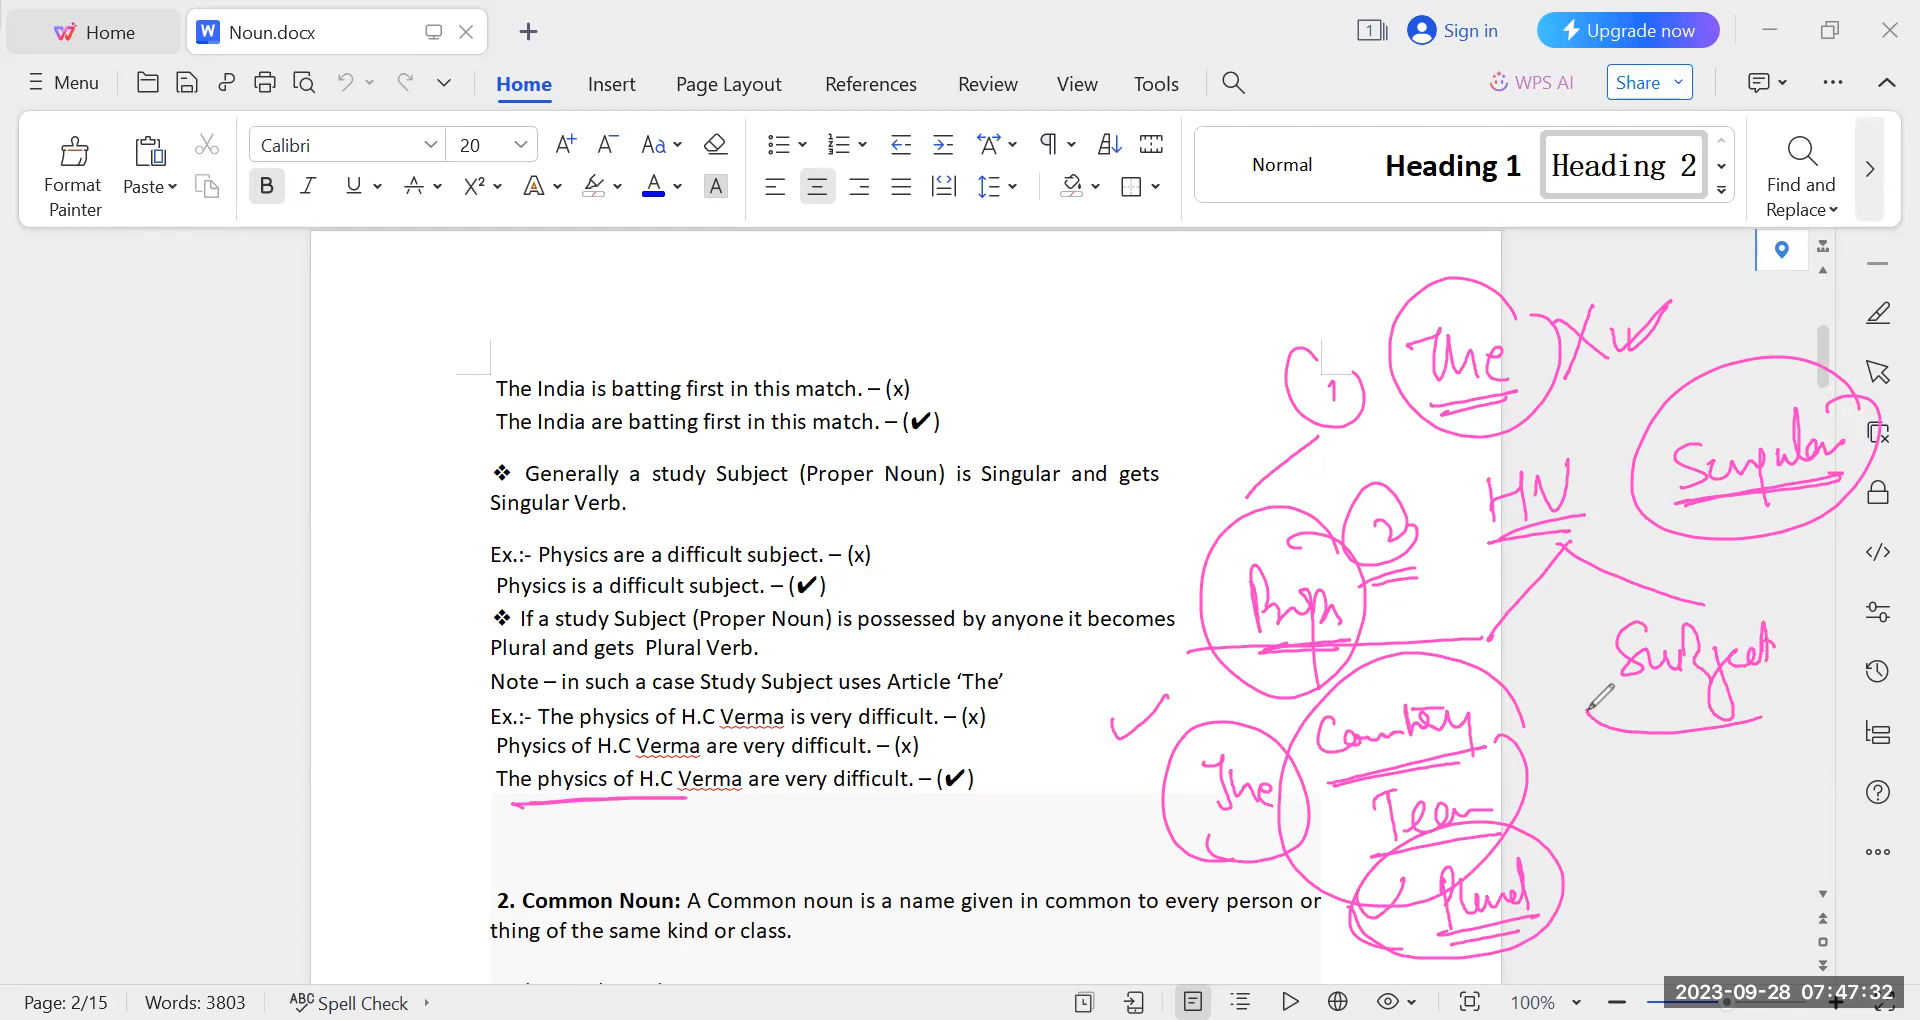 Home
Noun.docx
Sign in
Upgrade now
Menu
Home Insert Page Layout References Review View Tools
WPS AI
Share
Format Painter
Paste
Calibri 20
Normal
Heading 1
Heading 2
Find and Replace
The India is batting first in this match. – (x)
The India are batting first in this match. – (✔)
❖ Generally a study Subject (Proper Noun) is Singular and gets
Singular Verb.
Ex.:- Physics are a difficult subject. – (x)
Physics is a difficult subject. – (✔)
❖ If a study Subject (Proper Noun) is possessed by anyone it becomes
Plural and gets Plural Verb.
Note – in such a case Study Subject uses Article ‘The’
Ex.:- The physics of H.C Verma is very difficult. – (x)
Physics of H.C Verma are very difficult. – (x)
The physics of H.C Verma are very difficult. – (✔)
2. Common Noun: A Common noun is a name given in common to every person or
thing of the same kind or class.
1
The
Singular
HN
2
Subject
Country
The
Team
Plural
Page: 2/15 Words: 3803 Spell Check
100%
2023-09-28 07:47:32